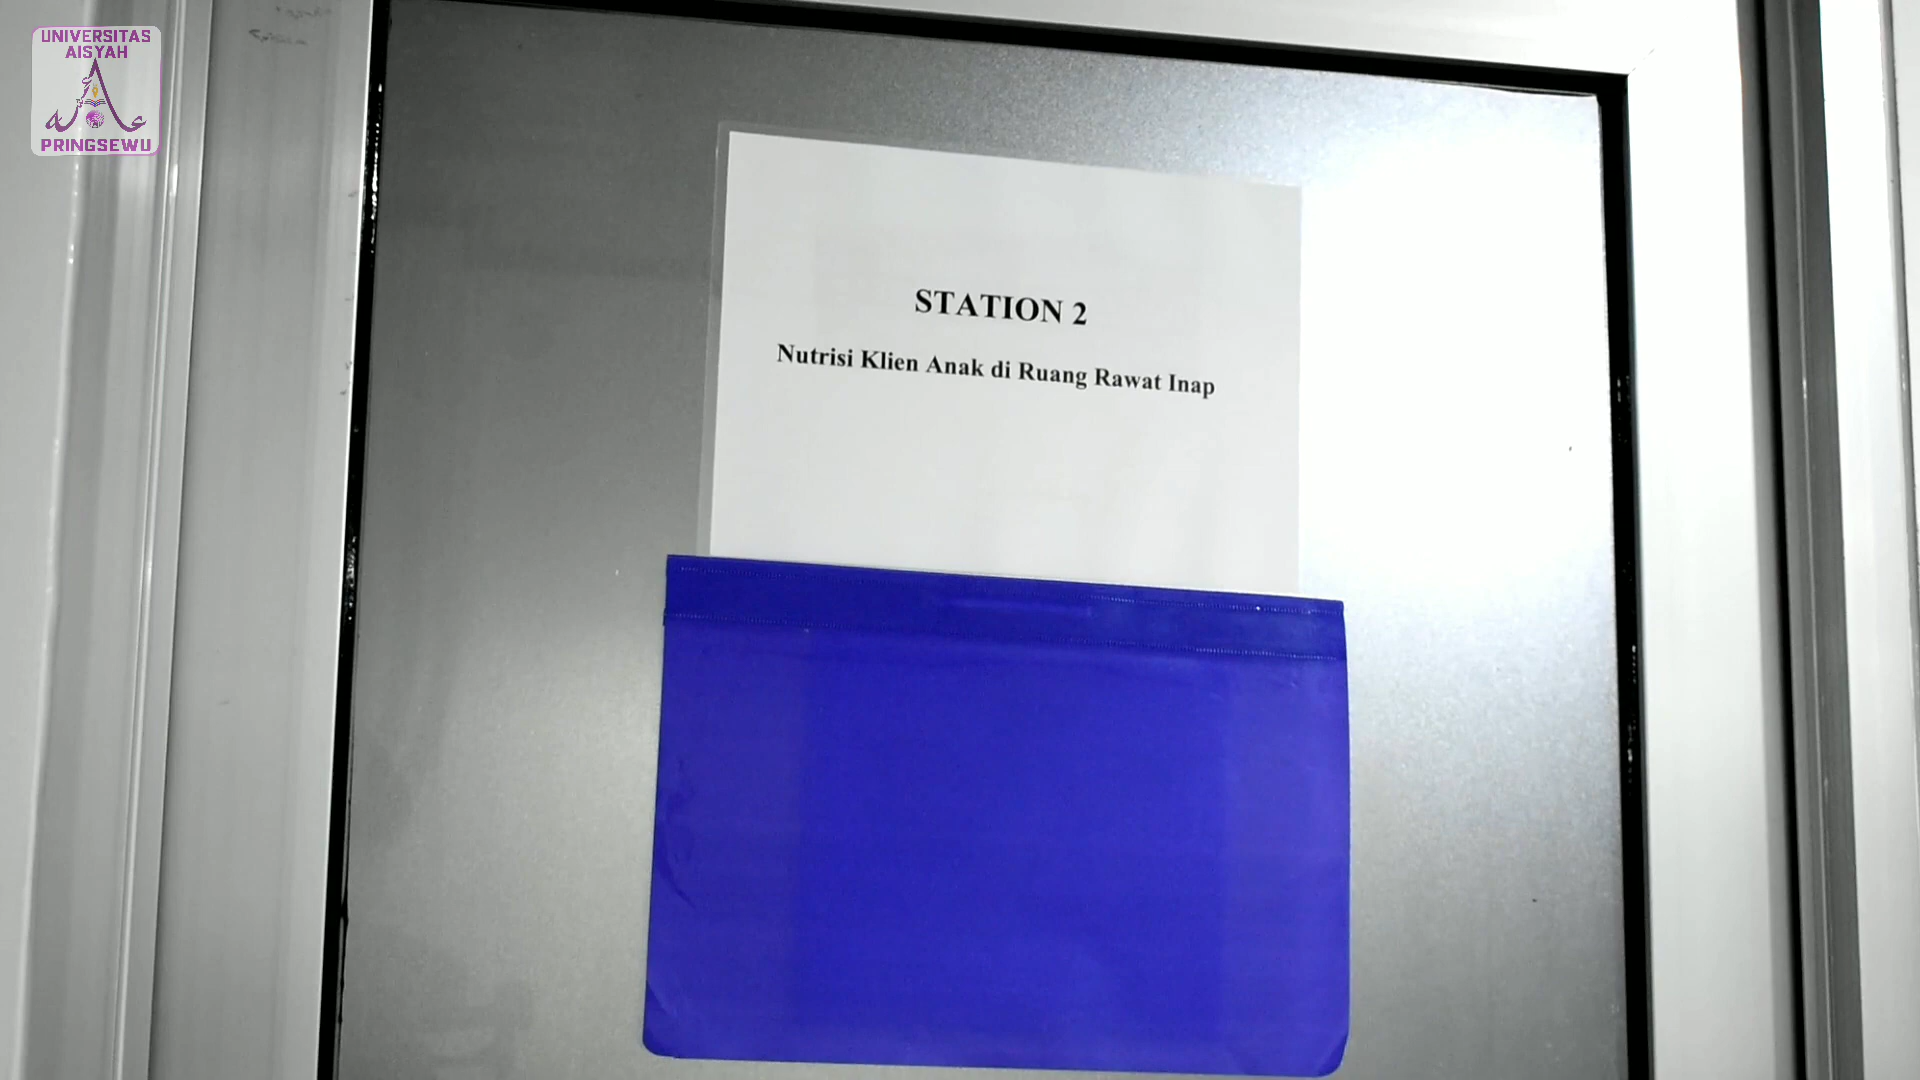 UNIVERSITAS
AISYAH
PRINGSEWU
STATION 2
Nutrisi Klien Anak di Ruang Rawat Inap